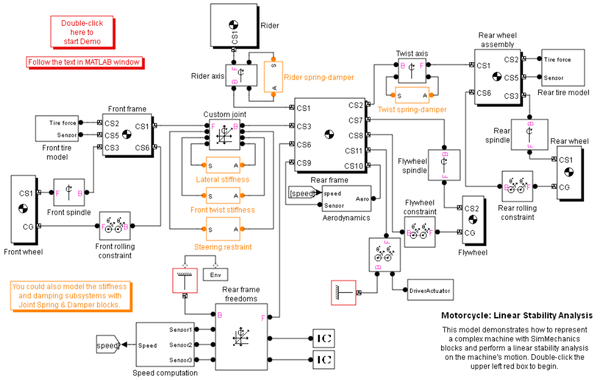 Double-click
here to
start Demo
Follow the text in MATLAB window
CS1
Rider
Rider axis
B
F
S
A
Rider spring-damper
Twist axis
B
F
S
A
Twist spring-damper
Rear wheel
assembly
CS1
CS6
CS2
CS5
CS3
Tire force
Sensor
Rear tire model
Rear
spindle
B
F
Rear wheel
CS1
CG
B
F
Rear rolling
constraint
Front frame
Tire force
Sensor
Front tire
model
CS2
CS5
CS3
CS1
CS6
Custom joint
F
B
S
A
Lateral stiffness
S
A
Front twist stiffness
S
A
Steering restraint
CS1
CS3
CS6
CS9
CS2
CS7
CS8
CS11
CS10
Rear frame
[speed]
speed
Sensor
Aero
Aerodynamics
Flywheel
spindle
B
F
Flywheel
constraint
B
F
CS2
CG
Flywheel
CS1
CG
Front wheel
F
B
Front spindle
F
B
Front rolling
constraint
F
B
DriverActuator
You could also model the stiffness
and damping subsystems with
Joint Spring & Damper blocks.
Env
Rear frame
freedoms
B
F
speed
Speed
Sensor1
Sensor2
Sensor3
Speed computation
IC
IC
Motorcycle: Linear Stability Analysis
This model demonstrates how to represent
a complex machine with SimMechanics
blocks and perform a linear stability analysis
on the machine's motion. Double-click the
upper left red box to begin.